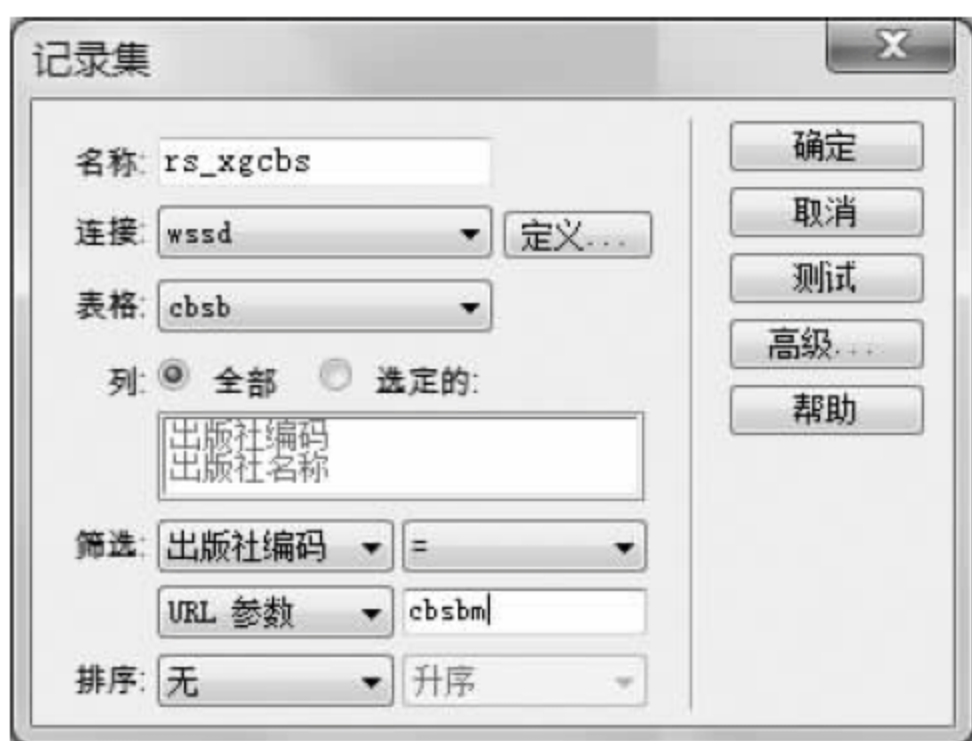 记录集
名称: rs_xgcbs
连接: wssd 定义...
表格: cbsb
列: 全部 选定的:
出版社编码
出版社名称
筛选: 出版社编码 =
URL 参数 cbsbm
排序: 无 升序
确定
取消
测试
高级...
帮助